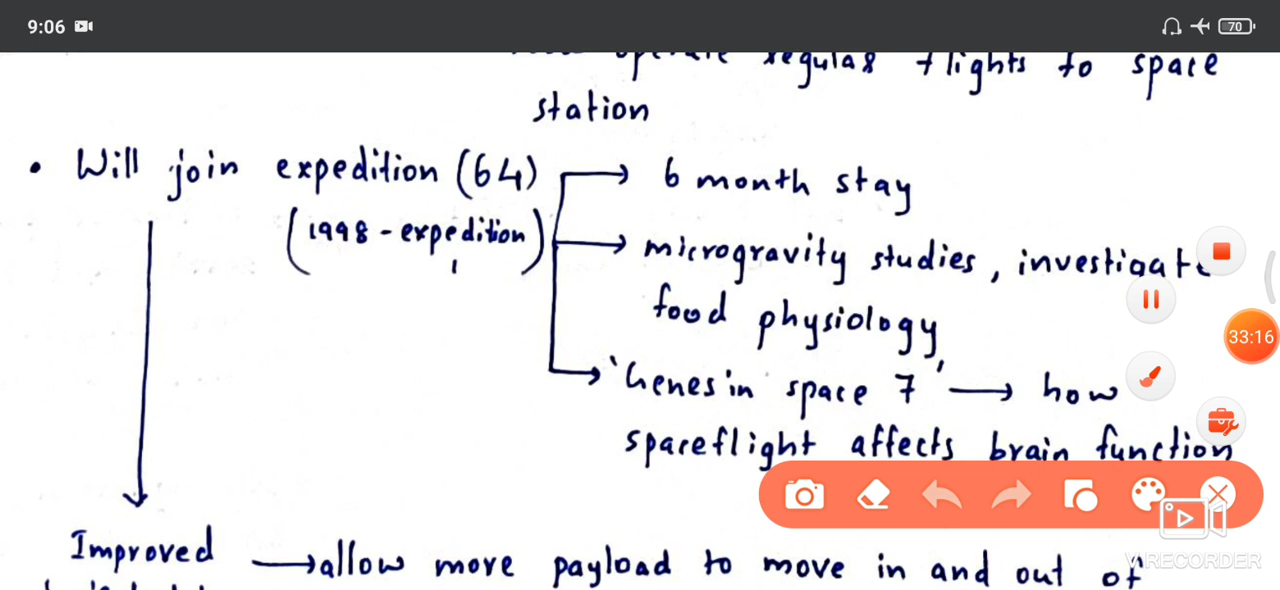 9:06
70
operate regular flights to space
station
• Will join expedition (64) → 6 month stay
(1998 - expedition 1)
→ microgravity studies, investigate
food physiology
→ 'Genes in space 7' → how
spaceflight affects brain function
33:16
Improved → allow more payload to move in and out of
VRECORDER